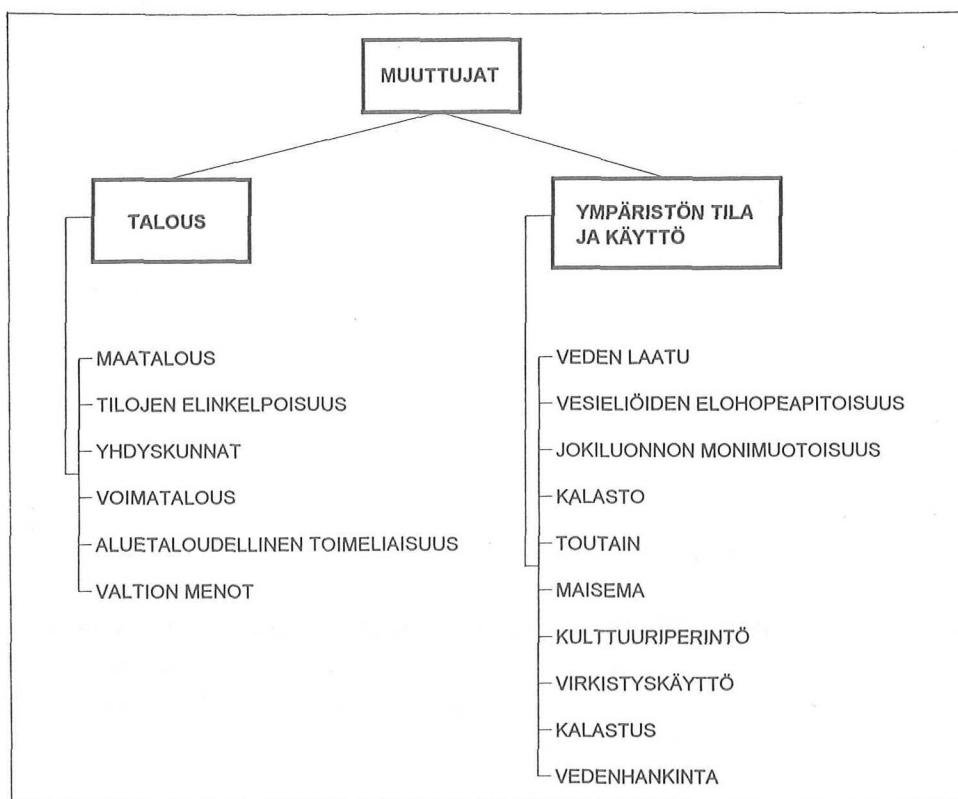 MUUTTUJAT
TALOUS
MAATALOUS
TILOJEN ELINKELPOISUUS
YHDYSKUNNAT
VOIMATALOUS
ALUETALOUDELLINEN TOIMELIAISUUS
VALTION MENOT
YMPÄRISTÖN TILA
JA KÄYTTÖ
VEDEN LAATU
VESIELIÖIDEN ELOHOPEAPITOISUUS
JOKILUONNON MONIMUOTOISUUS
KALASTO
TOUTAIN
MAISEMA
KULTTUURIPERINTÖ
VIRKISTYSKÄYTTÖ
KALASTUS
VEDENHANKINTA